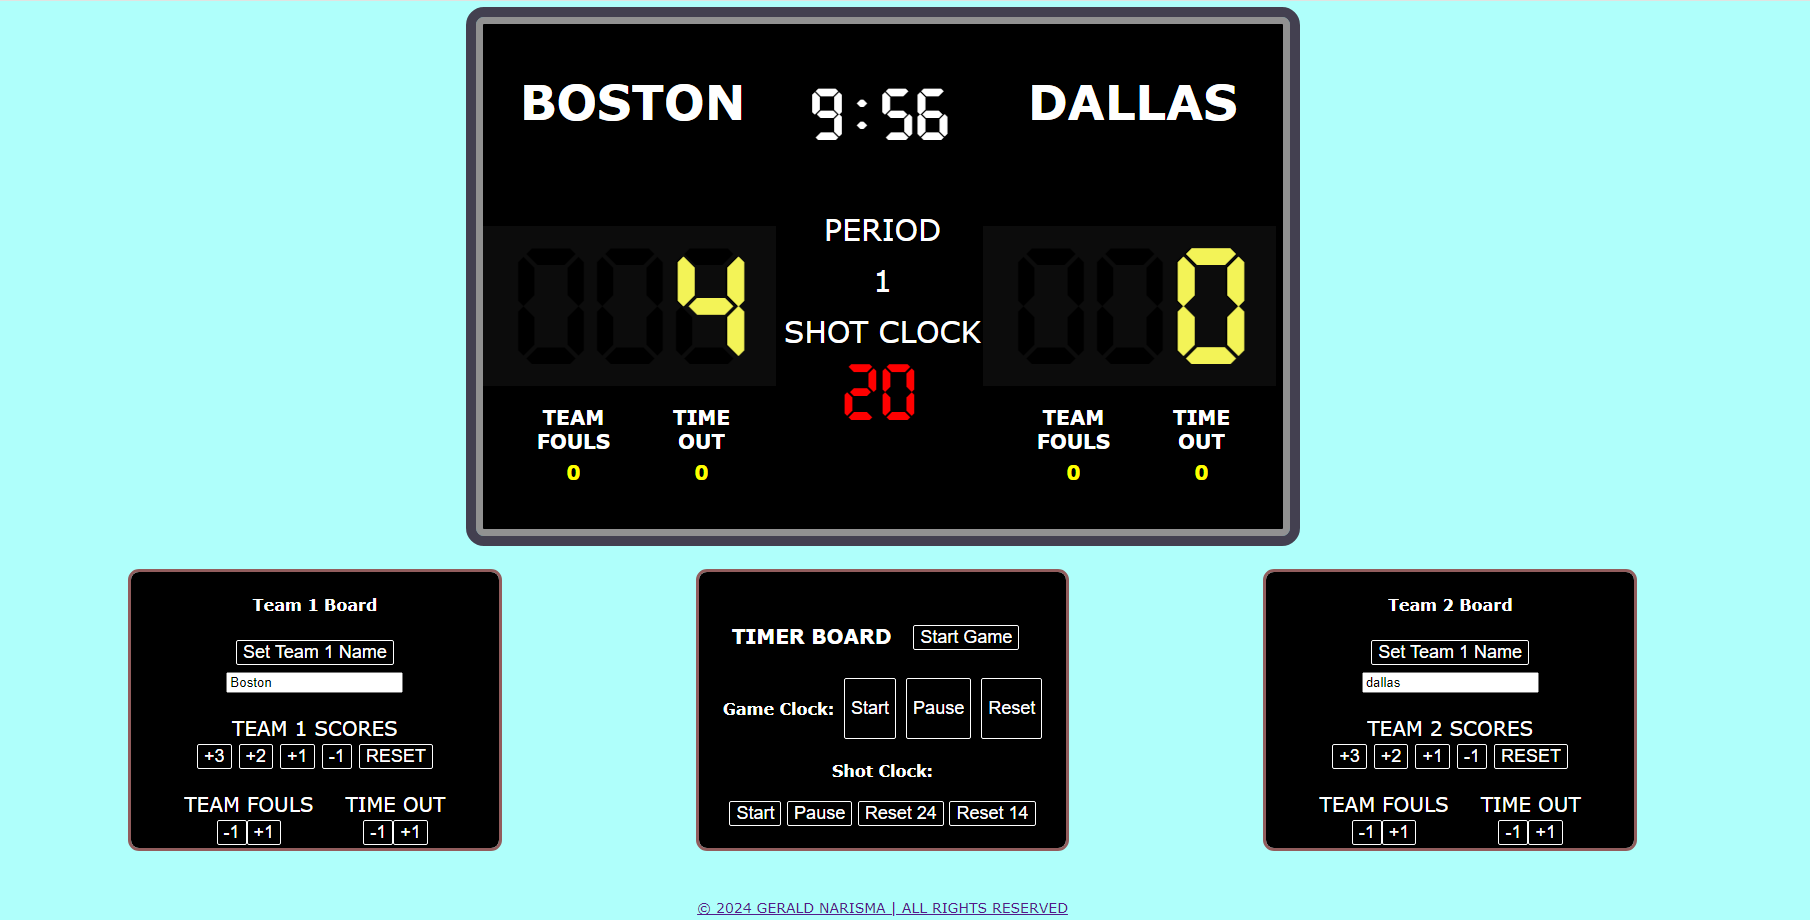 BOSTON
9:56
DALLAS
PERIOD
1
SHOT CLOCK
20
4
0
TEAM FOULS
0
TIME OUT
0
TEAM FOULS
0
TIME OUT
0
Team 1 Board
Set Team 1 Name
Boston
TEAM 1 SCORES
+3 +2 +1 -1 RESET
TEAM FOULS TIME OUT
-1 +1 -1 +1
TIMER BOARD Start Game
Game Clock: Start Pause Reset
Shot Clock:
Start Pause Reset 24 Reset 14
Team 2 Board
Set Team 1 Name
dallas
TEAM 2 SCORES
+3 +2 +1 -1 RESET
TEAM FOULS TIME OUT
-1 +1 -1 +1
© 2024 GERALD NARISMA | ALL RIGHTS RESERVED